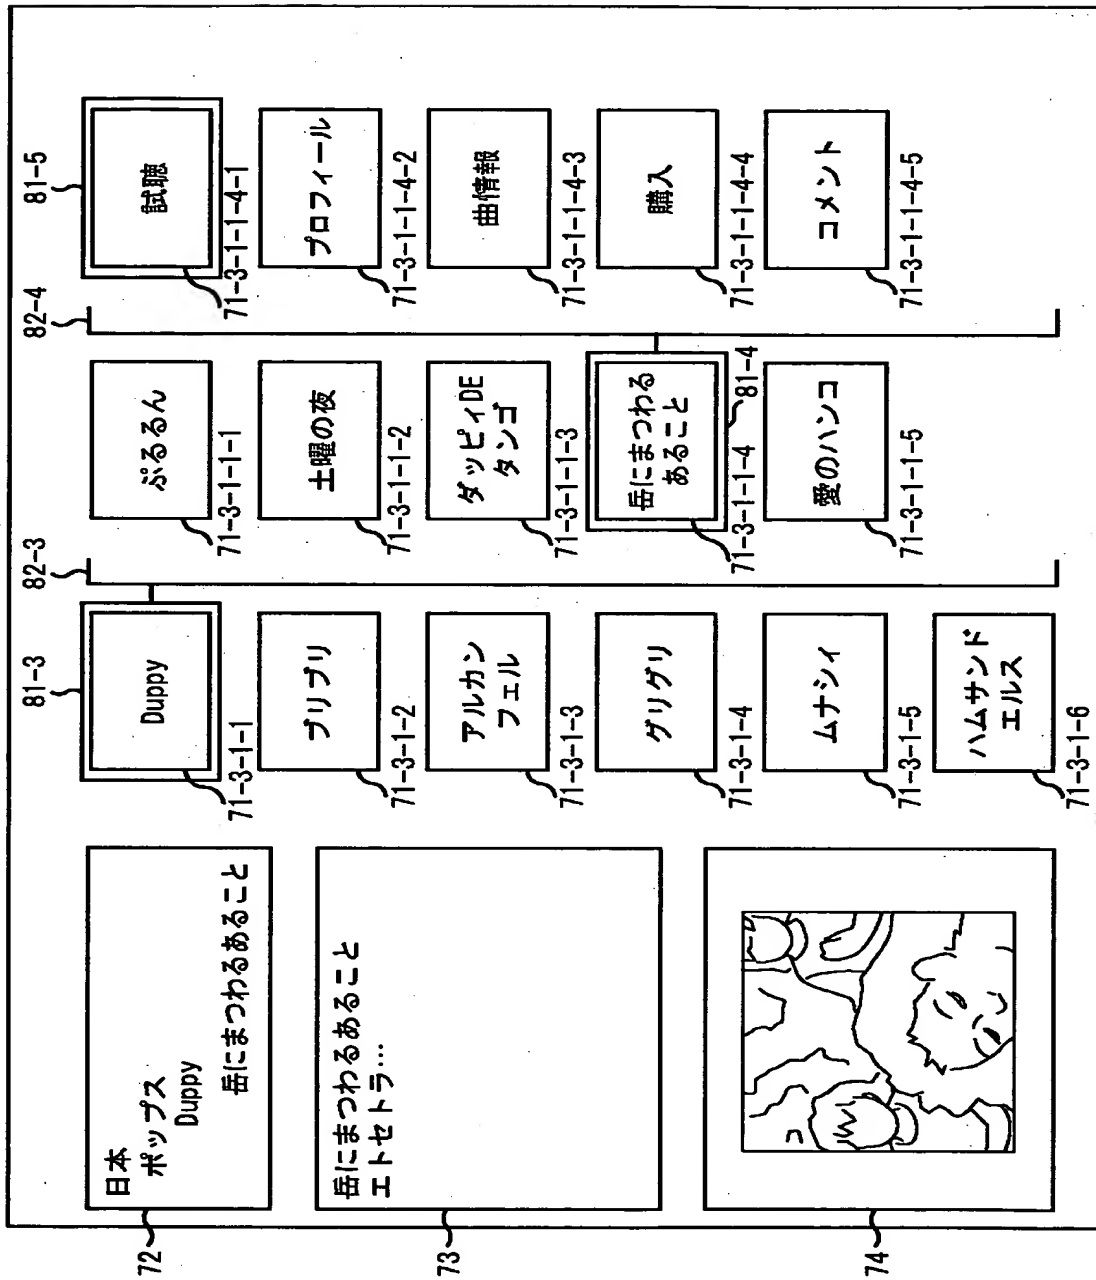 72
日本
ポップス
Duppy
岳にまつわるあること
73
岳にまつわるあること
エトセトラ...
74
81-3
Duppy
71-3-1-1
ブリブリ
71-3-1-2
アルカン
フェル
71-3-1-3
グリグリ
71-3-1-4
ムナシィ
71-3-1-5
ハムサンド
エルス
71-3-1-6
82-3
ぷるるん
71-3-1-1-1
土曜の夜
71-3-1-1-2
ダッピィDE
タンゴ
71-3-1-1-3
岳にまつわる
あること
71-3-1-1-4
81-4
愛のハンコ
71-3-1-1-5
82-4
81-5
試聴
71-3-1-1-4-1
プロフィール
71-3-1-1-4-2
曲情報
71-3-1-1-4-3
購入
71-3-1-1-4-4
コメント
71-3-1-1-4-5